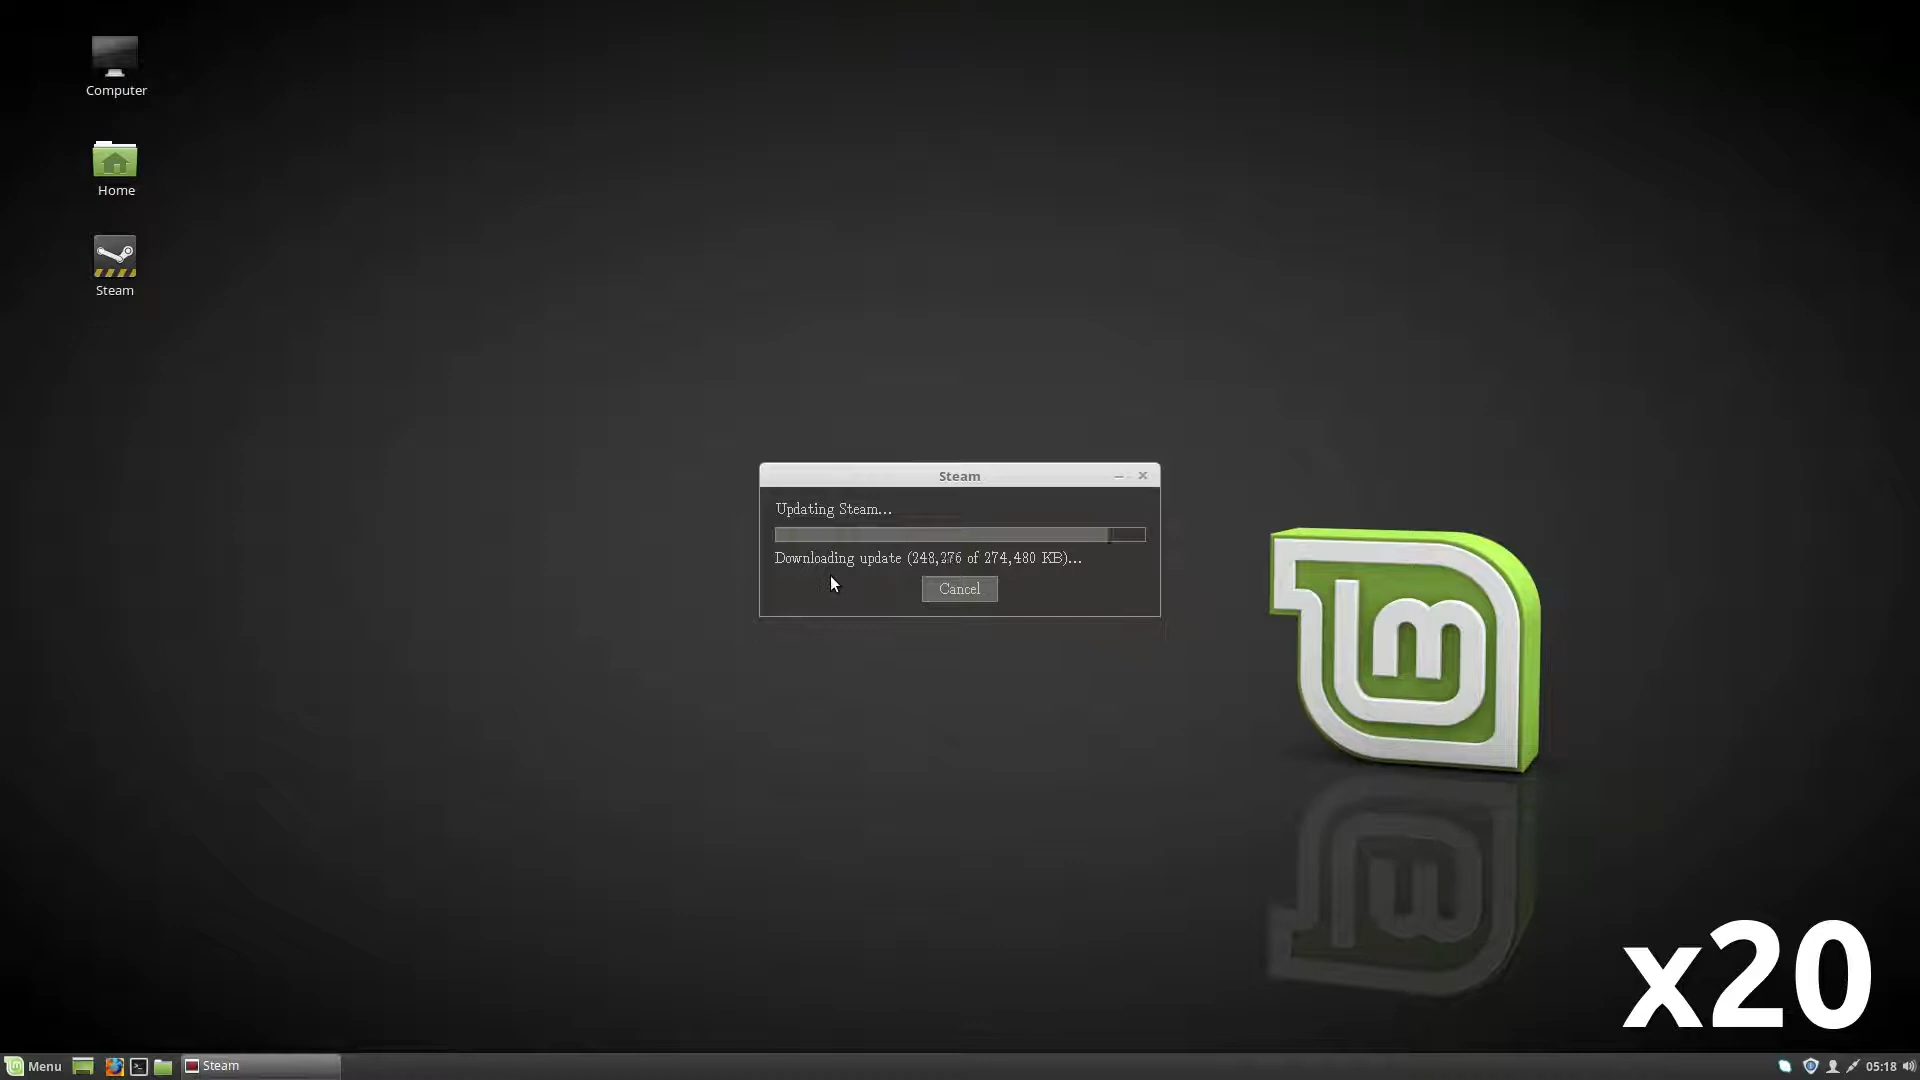 Computer
Home
Steam
Steam
Updating Steam...
Downloading update (248,276 of 274,480 KB)...
Cancel
lm
x20
Menu
Steam
05:18